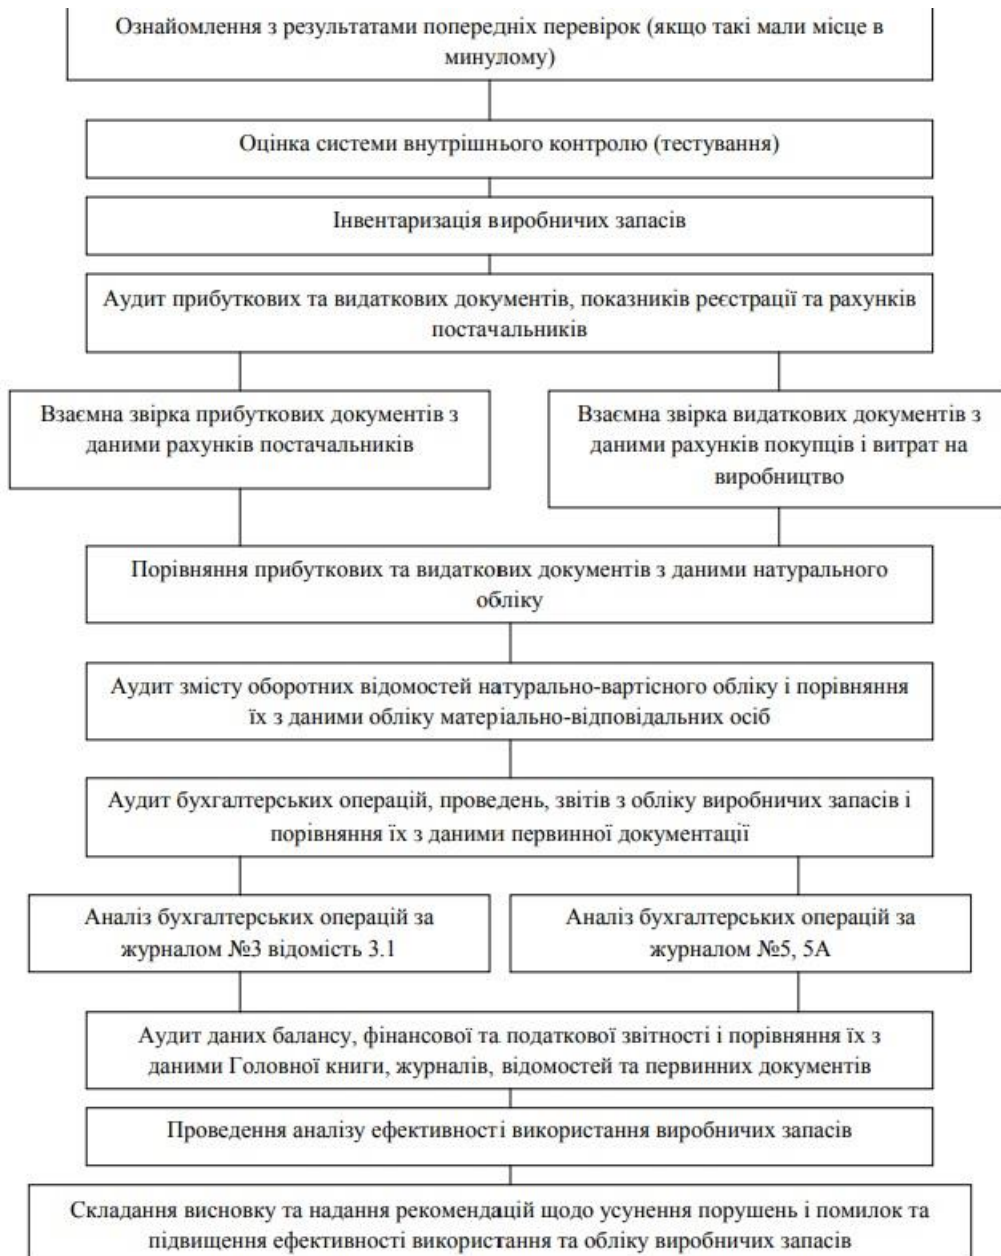 Ознайомлення з результатами попередніх перевірок (якщо такі мали місце в
минулому)
Оцінка системи внутрішнього контролю (тестування)
Інвентаризація виробничих запасів
Аудит прибуткових та видаткових документів, показників реєстрації та рахунків
постачальників
Взаємна звірка прибуткових документів з
даними рахунків постачальників
Взаємна звірка видаткових документів з
даними рахунків покупців і витрат на
виробництво
Порівняння прибуткових та видаткових документів з даними натурального
обліку
Аудит змісту оборотних відомостей натурально-вартісного обліку і порівняння
їх з даними обліку матеріально-відповідальних осіб
Аудит бухгалтерських операцій, проведень, звітів з обліку виробничих запасів і
порівняння їх з даними первинної документації
Аналіз бухгалтерських операцій за
журналом №3 відомість 3.1
Аналіз бухгалтерських операцій за
журналом №5, 5А
Аудит даних балансу, фінансової та податкової звітності і порівняння їх з
даними Головної книги, журналів, відомостей та первинних документів
Проведення аналізу ефективності використання виробничих запасів
Складання висновку та надання рекомендацій щодо усунення порушень і помилок та
підвищення ефективності використання та обліку виробничих запасів